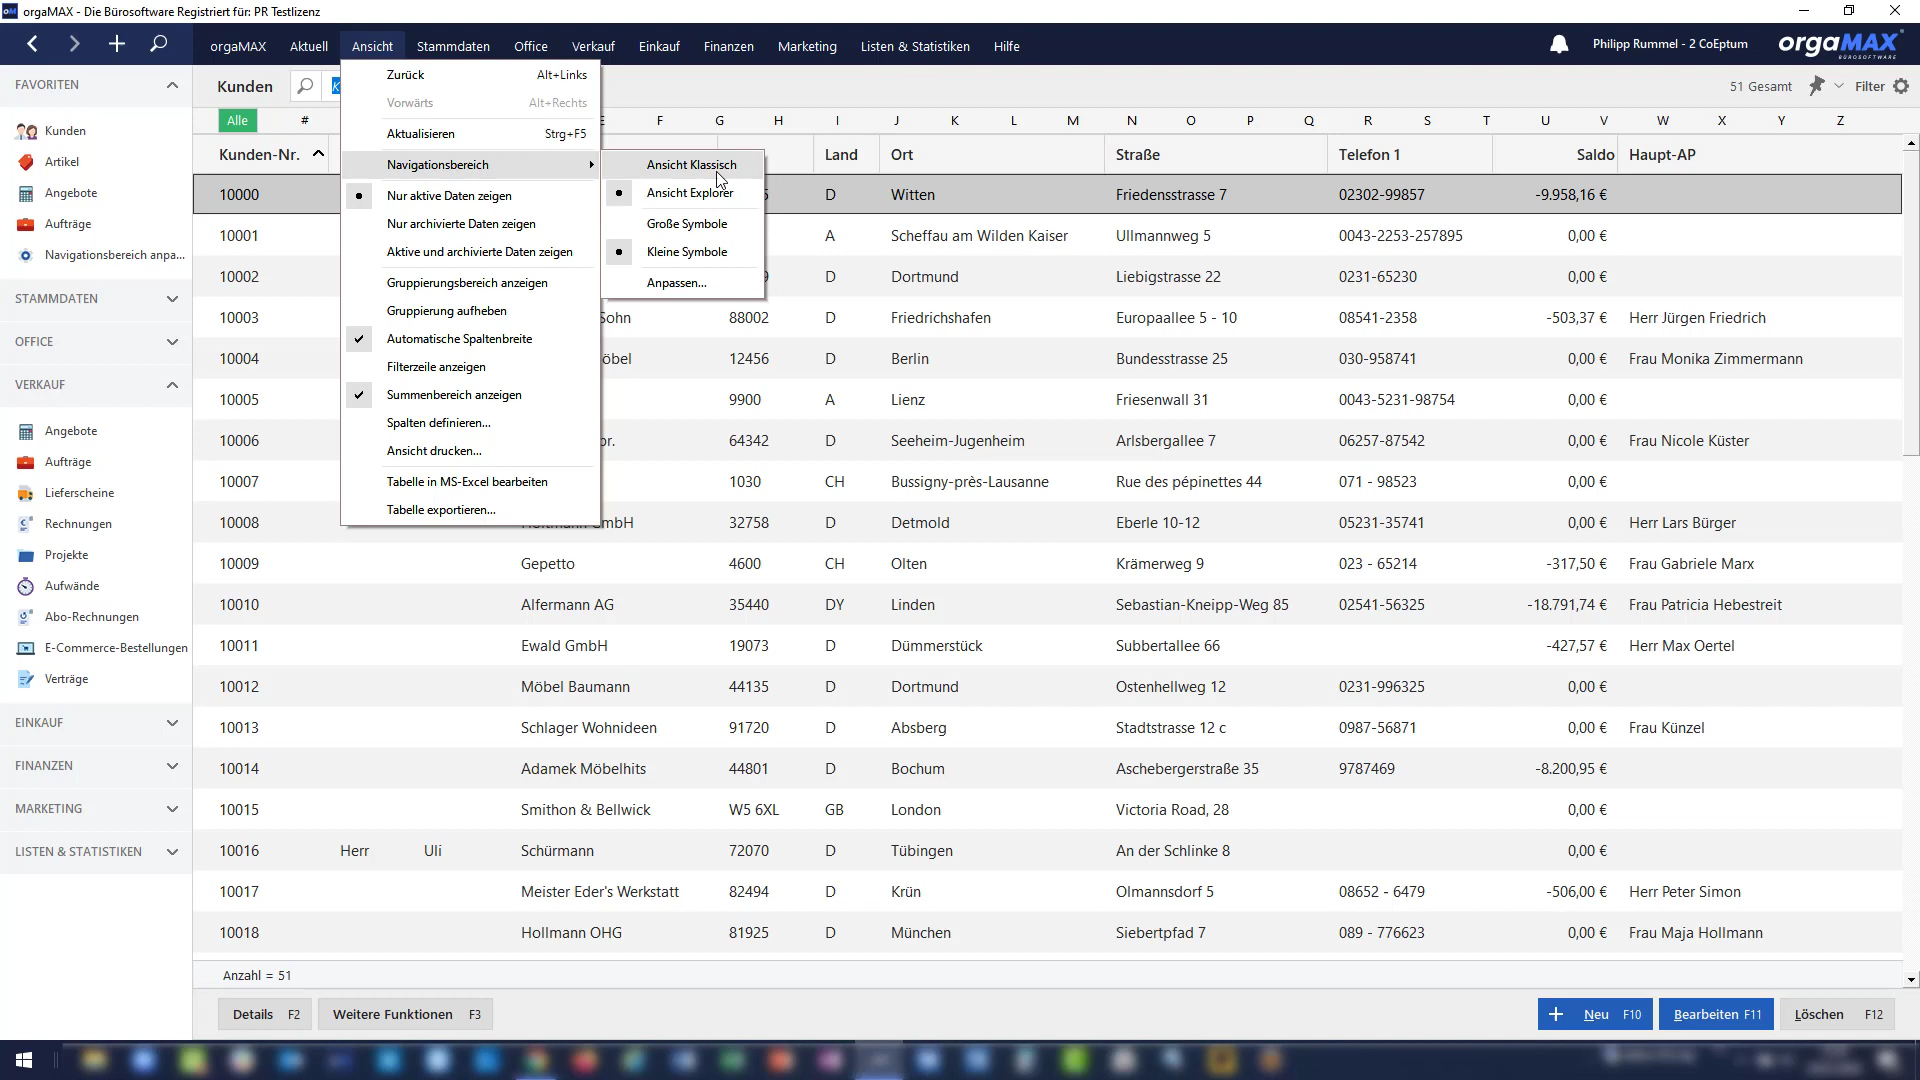 orgaMAX - Die Bürosoftware Registriert für: PR Testlizenz
orgaMAX Aktuell Ansicht Stammdaten Office Verkauf Einkauf Finanzen Marketing Listen & Statistiken Hilfe
Philipp Rummel - 2 CoEptum
orgaMAX
BÜROSOFTWARE
FAVORITEN
Kunden
Artikel
Angebote
Aufträge
Navigationsbereich anpa...
STAMMDATEN
OFFICE
VERKAUF
Angebote
Aufträge
Lieferscheine
Rechnungen
Projekte
Aufwände
Abo-Rechnungen
E-Commerce-Bestellungen
Verträge
EINKAUF
FINANZEN
MARKETING
LISTEN & STATISTIKEN
Zurück Alt+Links
Vorwärts Alt+Rechts
Aktualisieren Strg+F5
Navigationsbereich
Nur aktive Daten zeigen
Nur archivierte Daten zeigen
Aktive und archivierte Daten zeigen
Gruppierungsbereich anzeigen
Gruppierung aufheben
Automatische Spaltenbreite
Filterzeile anzeigen
Summenbereich anzeigen
Spalten definieren...
Ansicht drucken...
Tabelle in MS-Excel bearbeiten
Tabelle exportieren...
Ansicht Klassisch
Ansicht Explorer
Große Symbole
Kleine Symbole
Anpassen...
Kunden 51 Gesamt Filter
Alle # F G H I J K L M N O P Q R S T U V W X Y Z
Kunden-Nr. Land Ort Straße Telefon 1 Saldo Haupt-AP
10000 D Witten Friedensstrasse 7 02302-99857 -9.958,16 €
10001 A Scheffau am Wilden Kaiser Ullmannweg 5 0043-2253-257895 0,00 €
10002 D Dortmund Liebigstrasse 22 0231-65230 0,00 €
10003 Sohn 88002 D Friedrichshafen Europaallee 5 - 10 08541-2358 -503,37 € Herr Jürgen Friedrich
10004 öbel 12456 D Berlin Bundesstrasse 25 030-958741 0,00 € Frau Monika Zimmermann
10005 9900 A Lienz Friesenwall 31 0043-5231-98754 0,00 €
10006 64342 D Seeheim-Jugenheim Arlsbergallee 7 06257-87542 0,00 € Frau Nicole Küster
10007 1030 CH Bussigny-près-Lausanne Rue des pépinettes 44 071 - 98523 0,00 €
10008 Hoffmann GmbH 32758 D Detmold Eberle 10-12 05231-35741 0,00 € Herr Lars Bürger
10009 Gepetto 4600 CH Olten Krämerweg 9 023 - 65214 -317,50 € Frau Gabriele Marx
10010 Alfermann AG 35440 DY Linden Sebastian-Kneipp-Weg 85 02541-56325 -18.791,74 € Frau Patricia Hebestreit
10011 Ewald GmbH 19073 D Dümmerstück Subbertallee 66 -427,57 € Herr Max Oertel
10012 Möbel Baumann 44135 D Dortmund Ostenhellweg 12 0231-996325 0,00 €
10013 Schlager Wohnideen 91720 D Absberg Stadtstrasse 12 c 0987-56871 0,00 € Frau Künzel
10014 Adamek Möbelhits 44801 D Bochum Aschebergerstraße 35 9787469 -8.200,95 €
10015 Smithon & Bellwick W5 6XL GB London Victoria Road, 28 0,00 €
10016 Herr Uli Schürmann 72070 D Tübingen An der Schlinke 8 0,00 €
10017 Meister Eder's Werkstatt 82494 D Krün Olmannsdorf 5 08652 - 6479 -506,00 € Herr Peter Simon
10018 Hollmann OHG 81925 D München Siebertpfad 7 089 - 776623 0,00 € Frau Maja Hollmann
Anzahl = 51
Details F2 Weitere Funktionen F3 Neu F10 Bearbeiten F11 Löschen F12